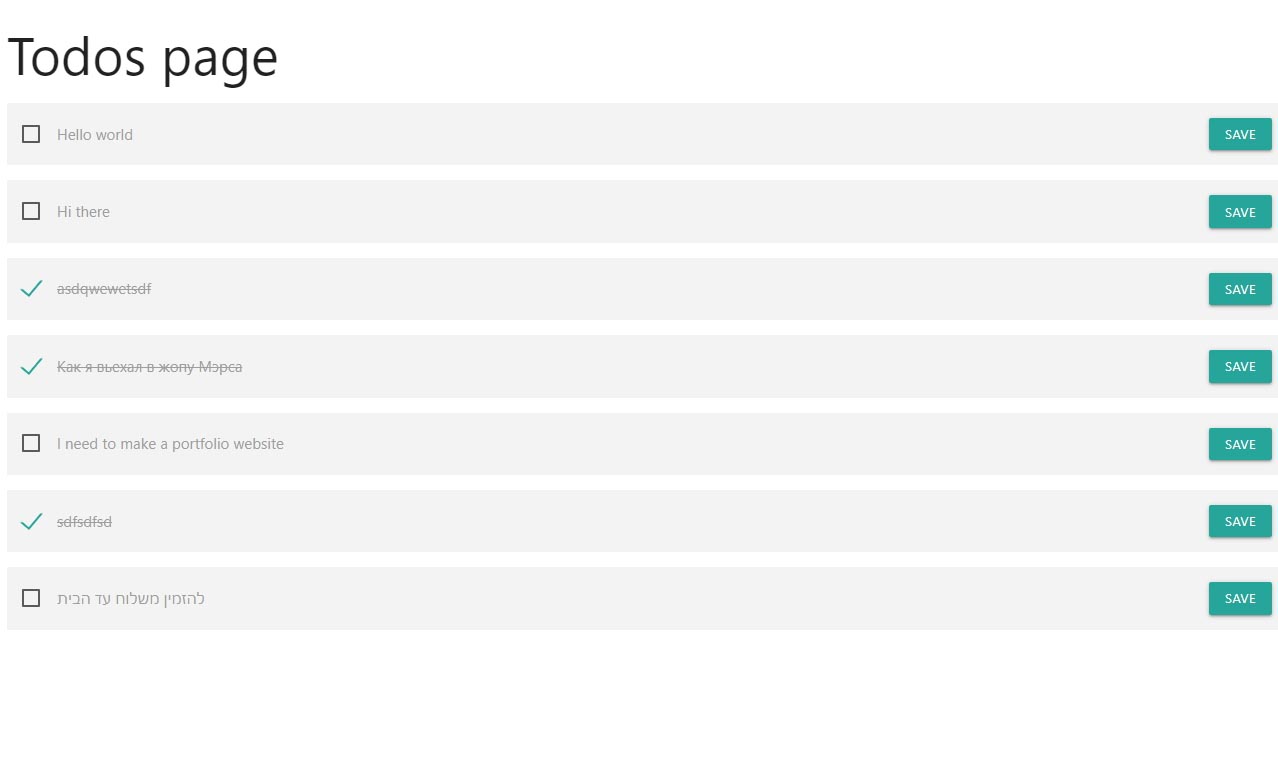 Todos page
Hello world SAVE
Hi there SAVE
asdqwewetsdf SAVE
Как я вьехал в жопу Мэрса SAVE
I need to make a portfolio website SAVE
sdfsdfsd SAVE
להזמין משלוח עד הבית SAVE